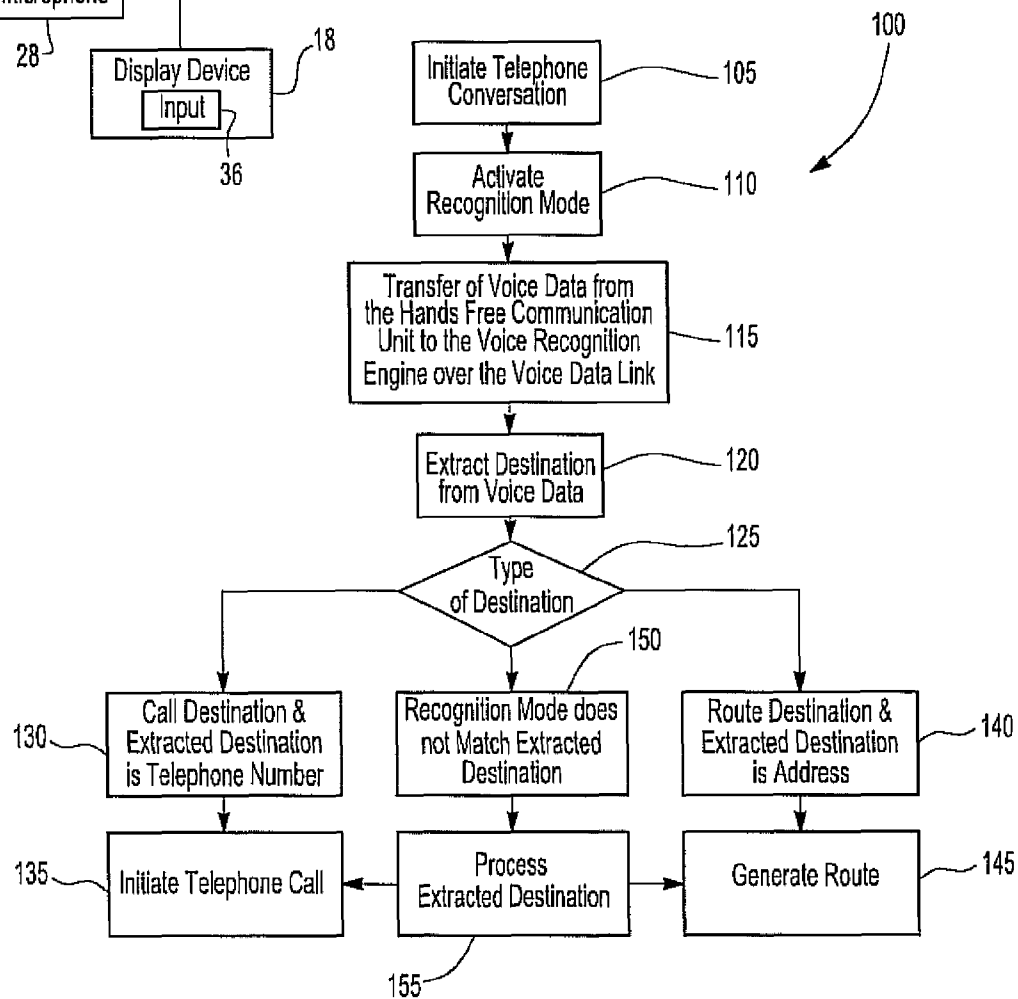 28
Display Device
Input
18
36
100
Initiate Telephone
Conversation
105
Activate
Recognition Mode
110
Transfer of Voice Data from
the Hands Free Communication
Unit to the Voice Recognition
Engine over the Voice Data Link
115
Extract Destination
from Voice Data
120
Type
of Destination
125
150
130
Call Destination &
Extracted Destination
is Telephone Number
Recognition Mode does
not Match Extracted
Destination
Route Destination &
Extracted Destination
is Address
140
135
Initiate Telephone Call
Process
Extracted Destination
Generate Route
145
155